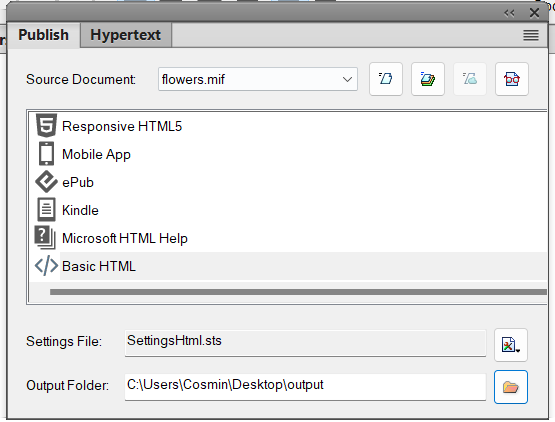 Publish Hypertext
Source Document: flowers.mif
Responsive HTML5
Mobile App
ePub
Kindle
Microsoft HTML Help
Basic HTML
Settings File: SettingsHtml.sts
Output Folder: C:\Users\Cosmin\Desktop\output